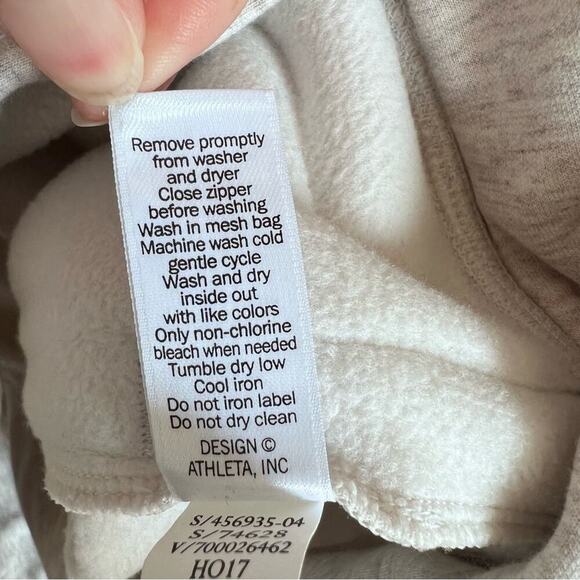 Remove promptly
from washer
and dryer
Close zipper
before washing
Wash in mesh bag
Machine wash cold
gentle cycle
Wash and dry
inside out
with like colors
Only non-chlorine
bleach when needed
Tumble dry low
Cool iron
Do not iron label
Do not dry clean
DESIGN ©
ATHLETA, INC
S/456935-04
S/74628
V/700026462
HO17